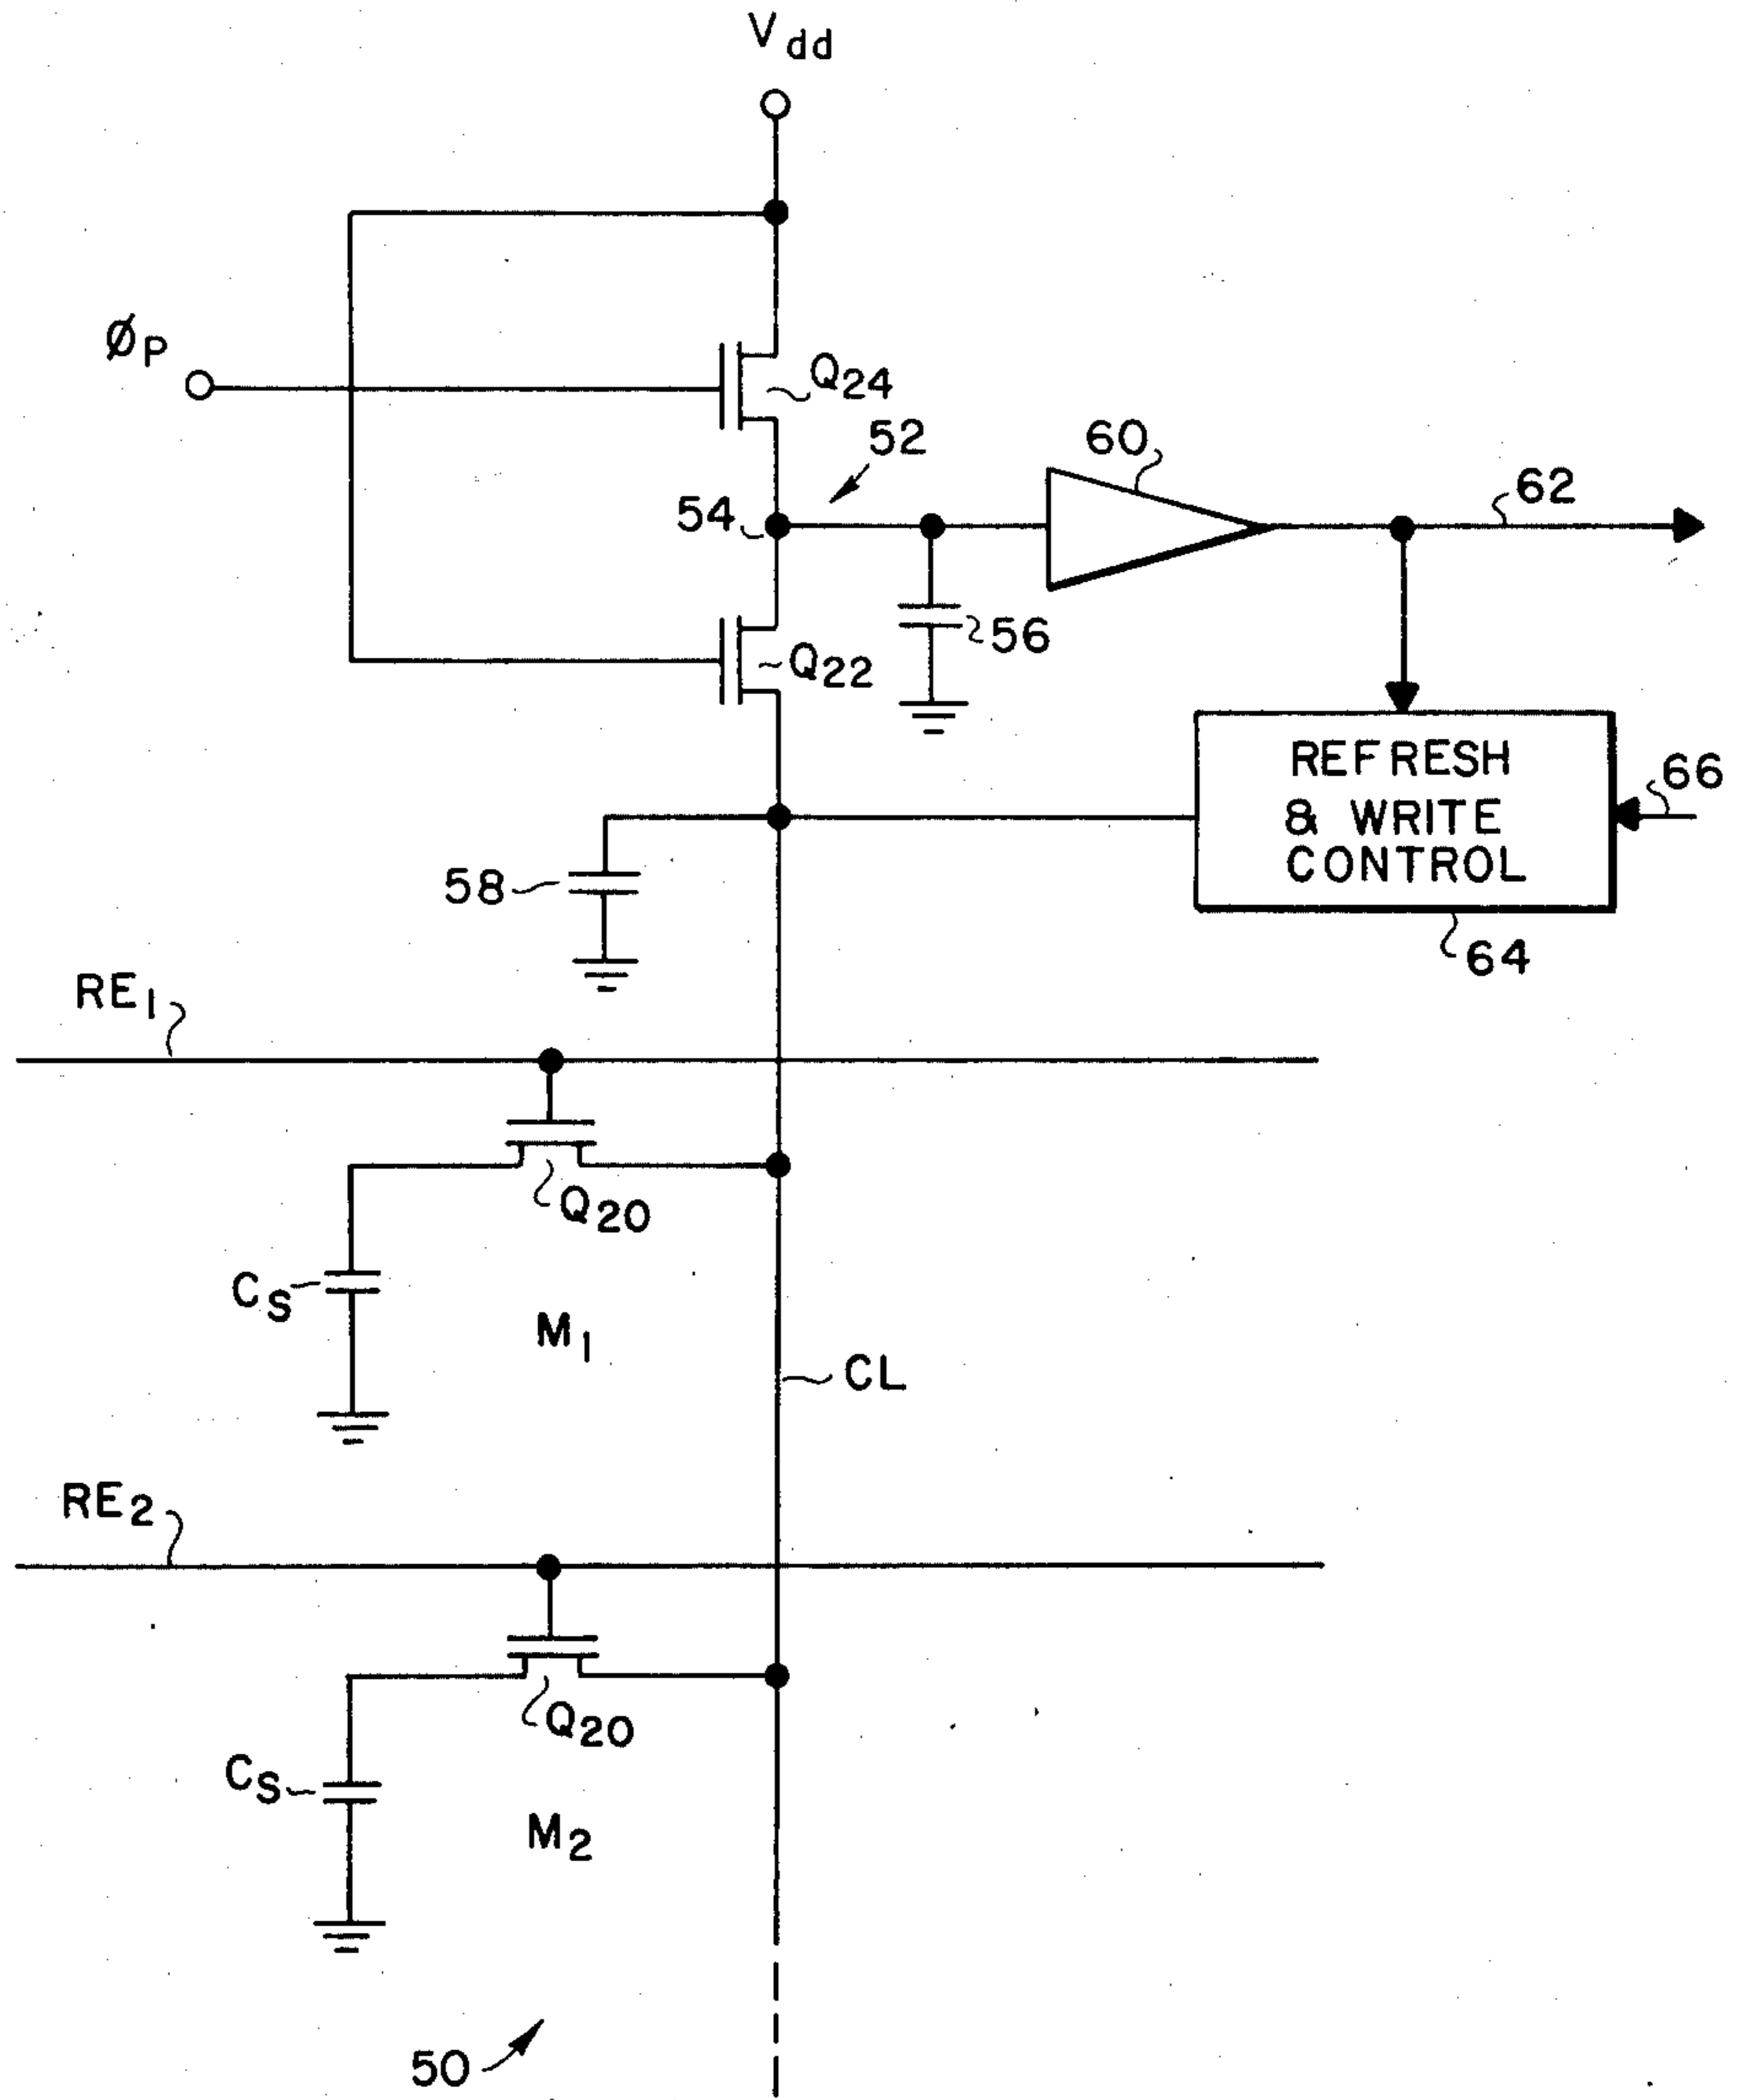 Vdd
ØP
Q24
52
60
62
54
56
Q22
REFRESH
& WRITE
CONTROL
66
58
64
RE1
Q20
CS
M1
CL
RE2
Q20
CS
M2
50